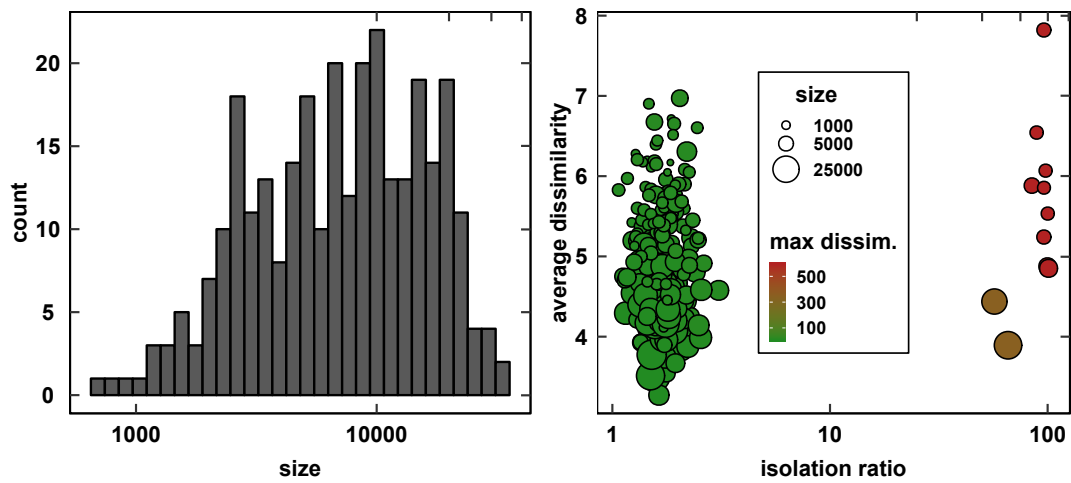 20
15
10
5
0
count
1000 10000
size
8
7
6
5
4
average dissimilarity
size
1000
5000
25000
max dissim.
500
300
100
1 10 100
isolation ratio